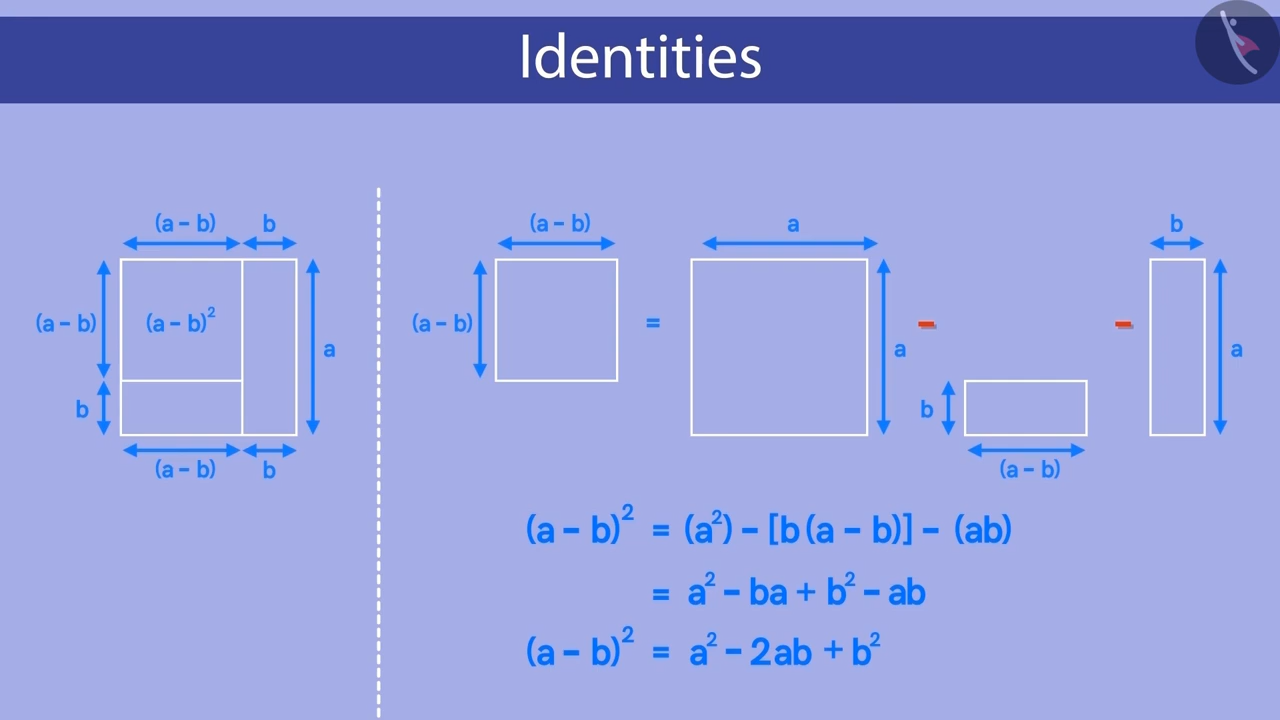 Identities
(a – b) b
(a – b) (a – b)² a
b
(a – b) b
(a – b)
(a – b) =
a
a –
b
(a – b)
–
b
a
(a – b)² = (a²) – [b (a – b)] – (ab)
= a² – ba + b² – ab
(a – b)² = a² – 2ab + b²